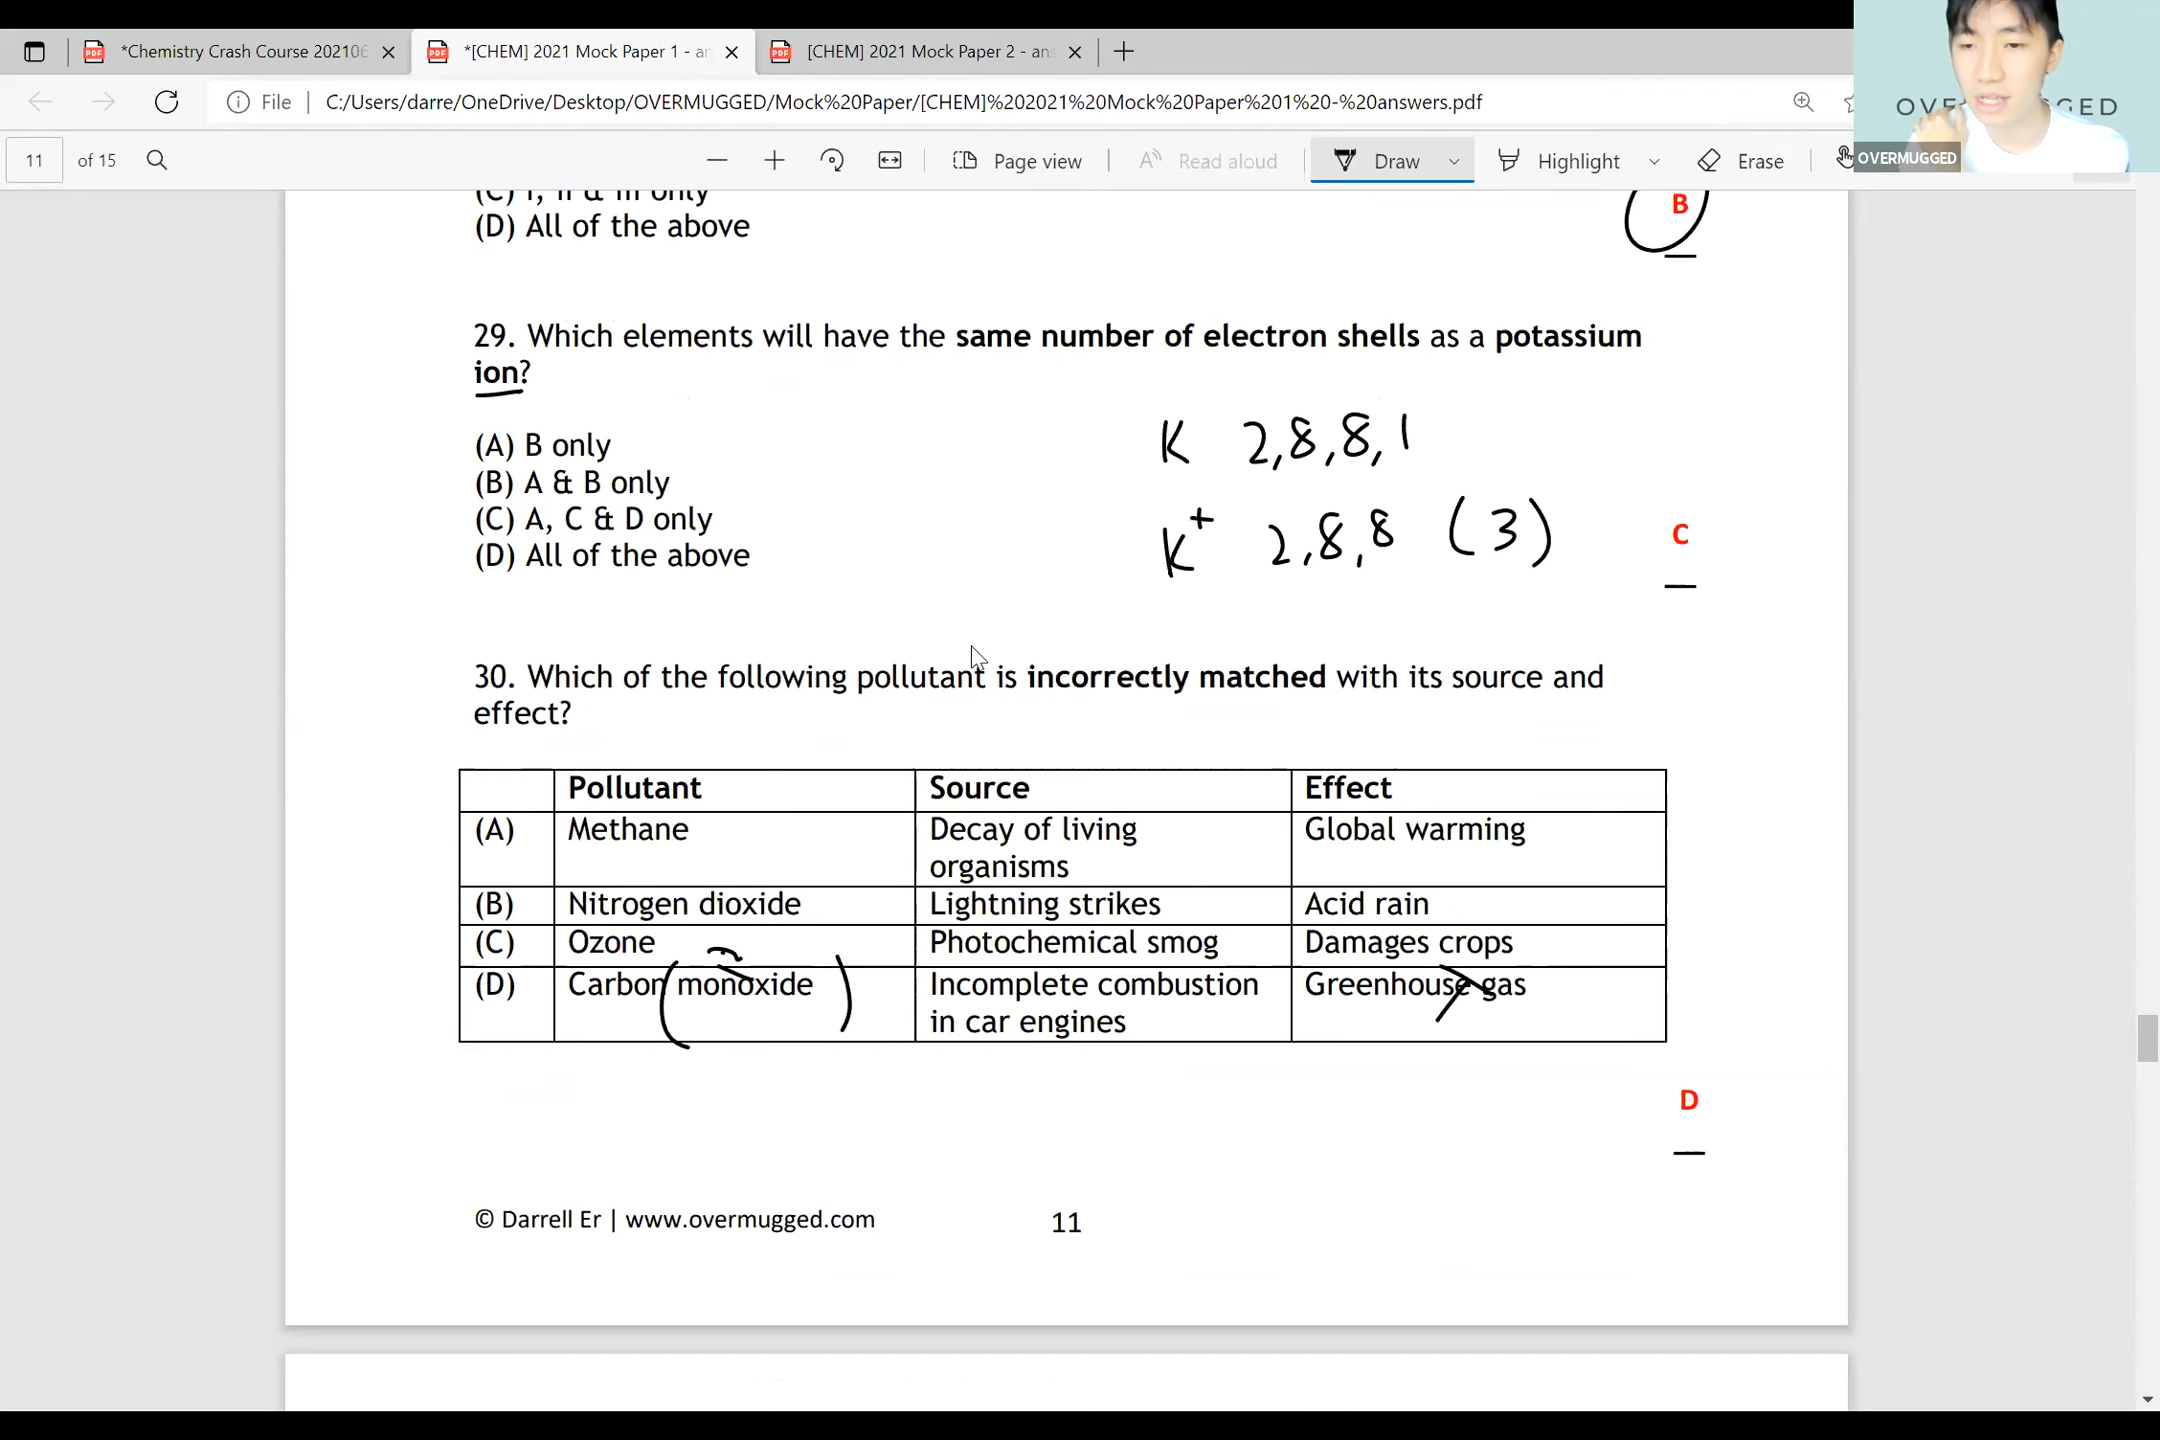 *Chemistry Crash Course 202106
*[CHEM] 2021 Mock Paper 1 - an
[CHEM] 2021 Mock Paper 2 - ans
File C:/Users/darre/OneDrive/Desktop/OVERMUGGED/Mock%20Paper/[CHEM]%202021%20Mock%20Paper%201%20-%20answers.pdf
OVERMUGGED
11 of 15 Page view Read aloud Draw Highlight Erase
(C) I, II & III only
B
(D) All of the above
29. Which elements will have the same number of electron shells as a potassium
ion?
(A) B only
K 2,8,8,1
(B) A & B only
(C) A, C & D only
K+ 2,8,8 (3)
C
(D) All of the above
30. Which of the following pollutant is incorrectly matched with its source and
effect?
Pollutant Source Effect
(A) Methane Decay of living Global warming
organisms
(B) Nitrogen dioxide Lightning strikes Acid rain
(C) Ozone Photochemical smog Damages crops
(D) Carbon monoxide Incomplete combustion Greenhouse gas
in car engines
D
© Darrell Er | www.overmugged.com 11